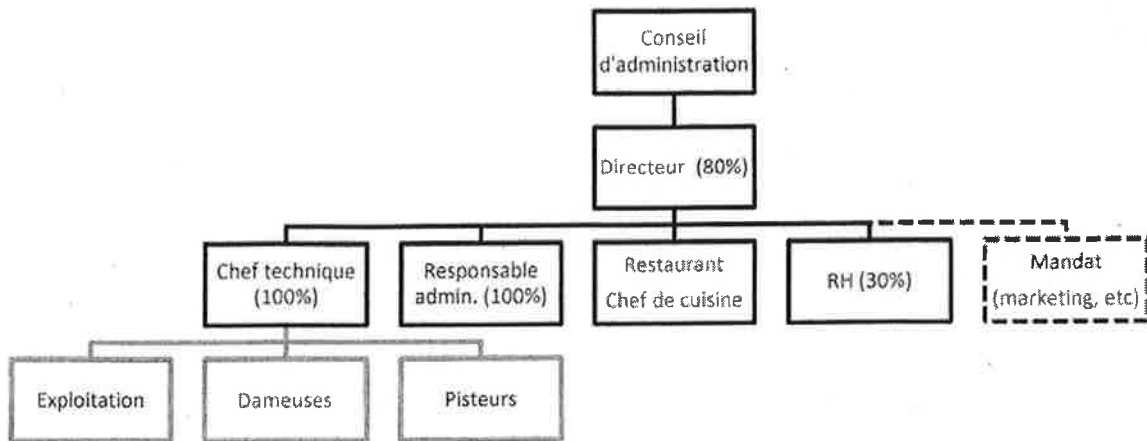 Conseil
d'administration
Directeur (80%)
Chef technique
(100%)
Responsable
admin. (100%)
Restaurant
Chef de cuisine
RH (30%)
Mandat
(marketing, etc)
Exploitation
Dameuses
Pisteurs